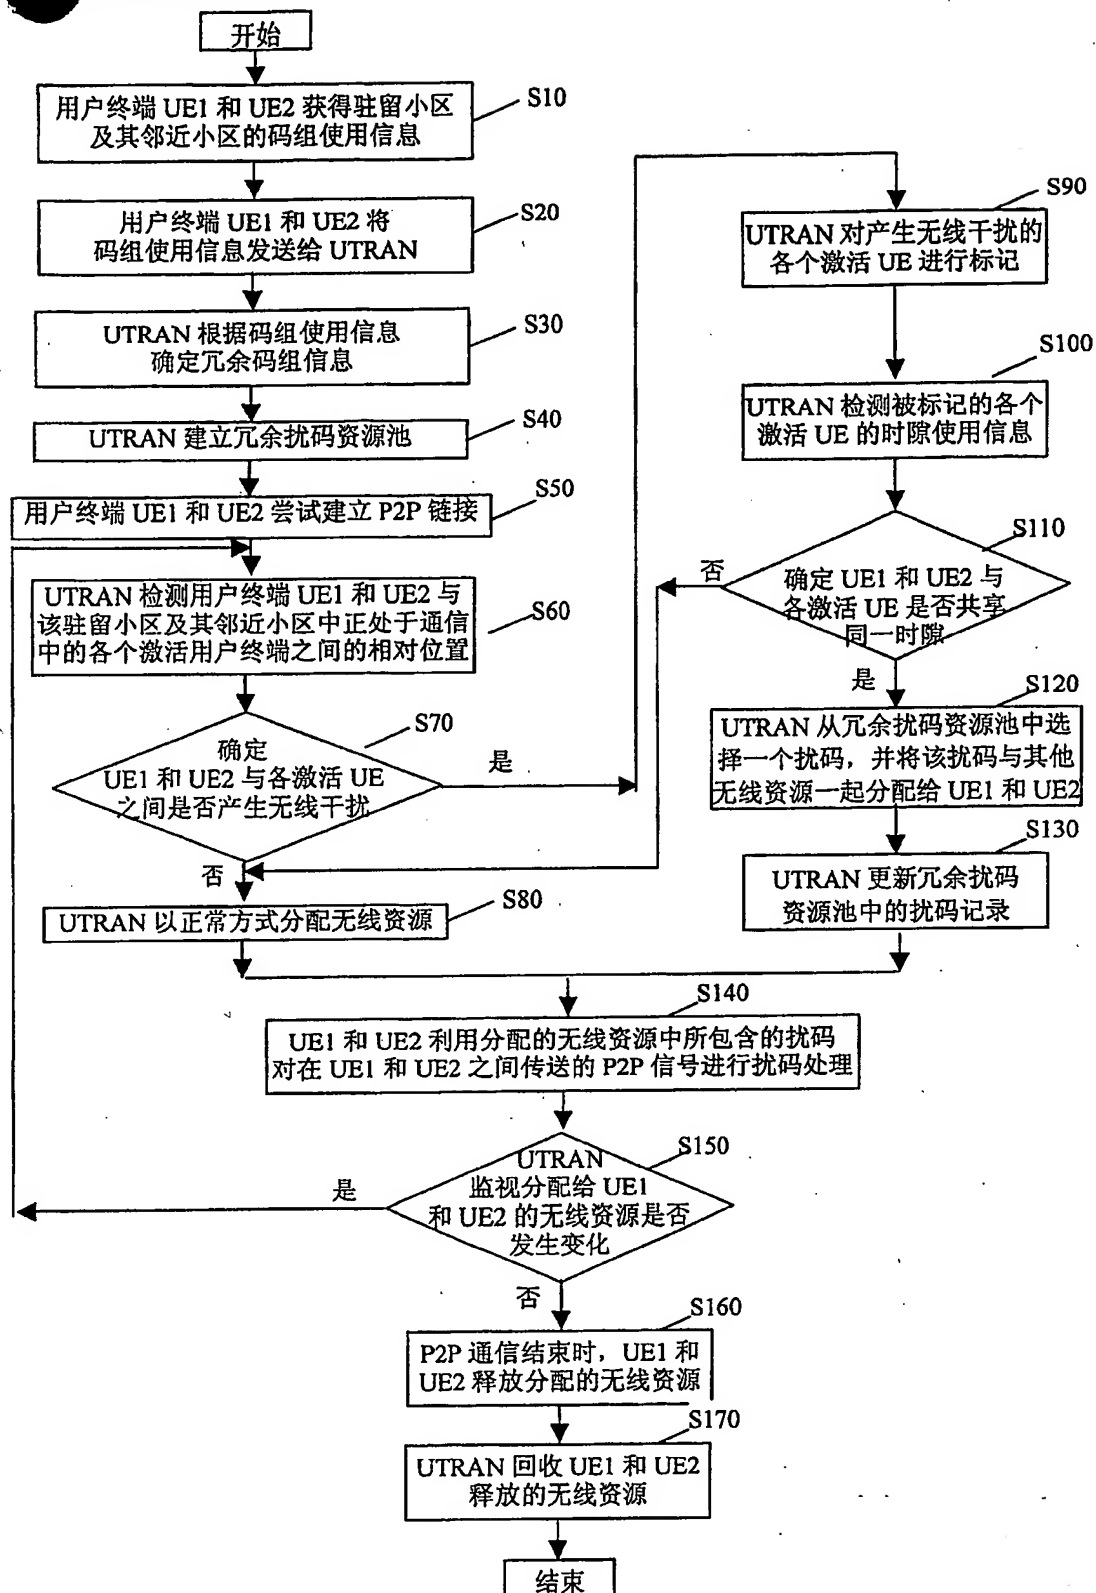 开始
S10
用户终端 UE1 和 UE2 获得驻留小区
及其邻近小区的码组使用信息
S20
用户终端 UE1 和 UE2 将
码组使用信息发送给 UTRAN
S30
UTRAN 根据码组使用信息
确定冗余码组信息
S40
UTRAN 建立冗余扰码资源池
S50
用户终端 UE1 和 UE2 尝试建立 P2P 链接
S60
UTRAN 检测用户终端 UE1 和 UE2 与
该驻留小区及其邻近小区中正处于通信
中的各个激活用户终端之间的相对位置
S70
确定
UE1 和 UE2 与各激活 UE
之间是否产生无线干扰
是
否
S80
UTRAN 以正常方式分配无线资源
S90
UTRAN 对产生无线干扰的
各个激活 UE 进行标记
S100
UTRAN 检测被标记的各个
激活 UE 的时隙使用信息
S110
否
确定 UE1 和 UE2 与
各激活 UE 是否共享
同一时隙
是
S120
UTRAN 从冗余扰码资源池中选
择一个扰码，并将该扰码与其他
无线资源一起分配给 UE1 和 UE2
S130
UTRAN 更新冗余扰码
资源池中的扰码记录
S140
UE1 和 UE2 利用分配的无线资源中所包含的扰码
对在 UE1 和 UE2 之间传送的 P2P 信号进行扰码处理
S150
UTRAN
监视分配给 UE1
和 UE2 的无线资源是否
发生变化
是
否
S160
P2P 通信结束时，UE1 和
UE2 释放分配的无线资源
S170
UTRAN 回收 UE1 和 UE2
释放的无线资源
结束